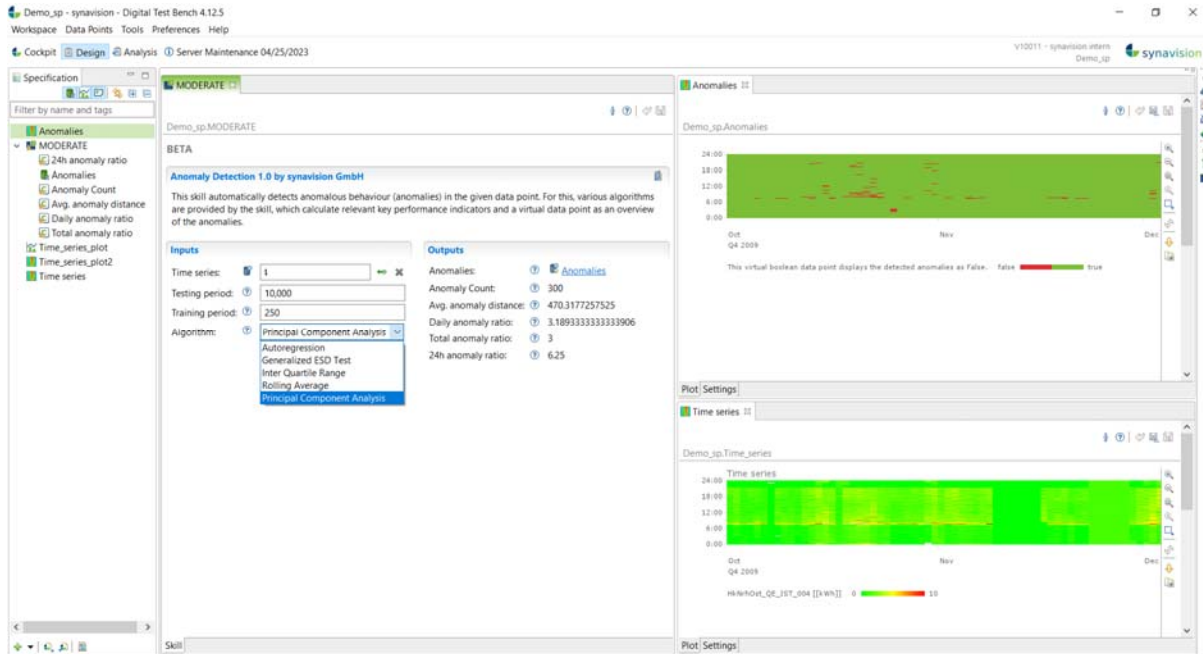 Demo_sp - synavision - Digital Test Bench 4.12.5
Workspace Data Points Tools Preferences Help
Cockpit Design Analysis Server Maintenance 04/25/2023
V10011 - synavision intern
Demo_sp
synavision
Specification
Filter by name and tags
Anomalies
MODERATE
24h anomaly ratio
Anomalies
Anomaly Count
Avg. anomaly distance
Daily anomaly ratio
Total anomaly ratio
Time_series_plot
Time_series_plot2
Time series
MODERATE
Demo_sp.MODERATE
BETA
Anomaly Detection 1.0 by synavision GmbH
This skill automatically detects anomalous behaviour (anomalies) in the given data point. For this, various algorithms
are provided by the skill, which calculate relevant key performance indicators and a virtual data point as an overview
of the anomalies.
Inputs
Time series: 1
Testing period: 10,000
Training period: 250
Algorithm: Principal Component Analysis
Autoregression
Generalized ESD Test
Inter Quartile Range
Rolling Average
Principal Component Analysis
Outputs
Anomalies: Anomalies
Anomaly Count: 300
Avg. anomaly distance: 470.3177257525
Daily anomaly ratio: 3.1893333333333906
Total anomaly ratio: 3
24h anomaly ratio: 6.25
Skill
Anomalies
Demo_sp.Anomalies
24:00
18:00
12:00
6:00
0:00
Oct Nov Dec
Q4 2009
This virtual boolean data point displays the detected anomalies as False. false true
Plot Settings
Time series
Demo_sp.Time_series
Time series
24:00
18:00
12:00
6:00
0:00
Oct Nov Dec
Q4 2009
HkNrhOst_QE_IST_004 [[kWh]] 0 10
Plot Settings